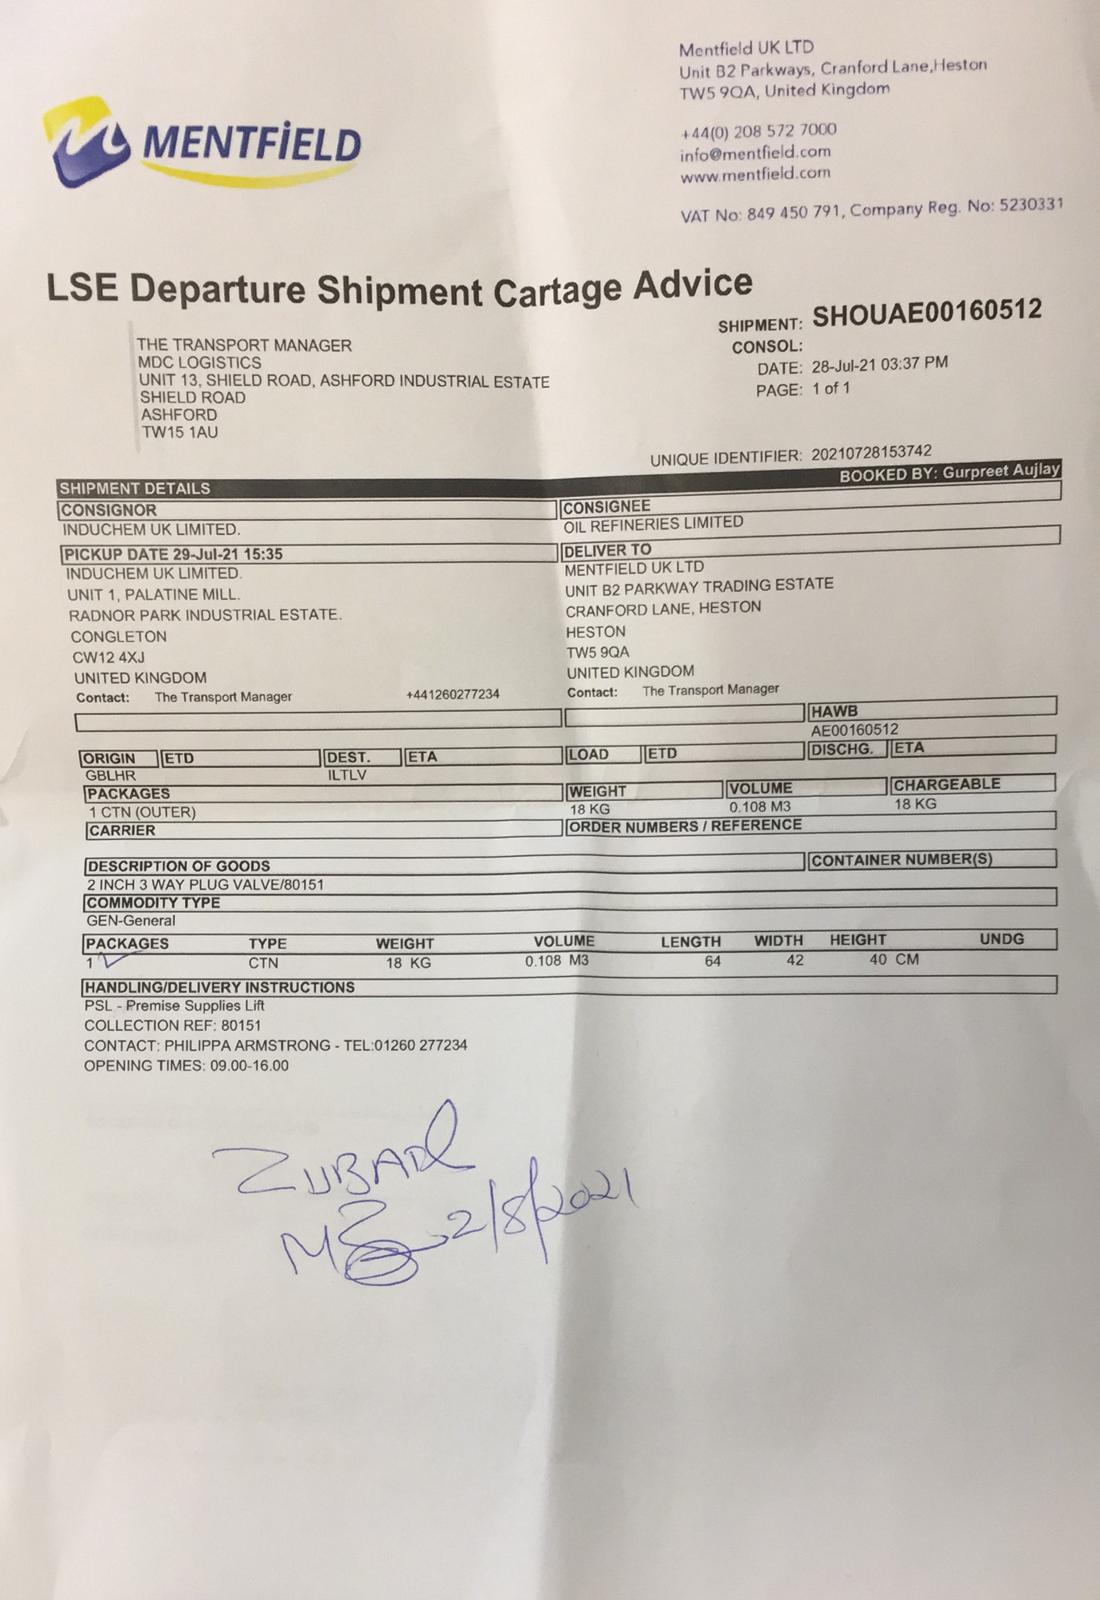 MENTFiELD
Mentfield UK LTD
Unit B2 Parkways, Cranford Lane,Heston
TW5 9QA, United Kingdom
+44(0) 208 572 7000
info@mentfield.com
www.mentfield.com
VAT No: 849 450 791, Company Reg. No: 5230331
LSE Departure Shipment Cartage Advice
THE TRANSPORT MANAGER
MDC LOGISTICS
UNIT 13, SHIELD ROAD, ASHFORD INDUSTRIAL ESTATE
SHIELD ROAD
ASHFORD
TW15 1AU
SHIPMENT: SHOUAE00160512
CONSOL:
DATE: 28-Jul-21 03:37 PM
PAGE: 1 of 1
UNIQUE IDENTIFIER: 20210728153742
SHIPMENT DETAILS BOOKED BY: Gurpreet Aujlay
CONSIGNOR CONSIGNEE
INDUCHEM UK LIMITED. OIL REFINERIES LIMITED
PICKUP DATE 29-Jul-21 15:35 DELIVER TO
INDUCHEM UK LIMITED. MENTFIELD UK LTD
UNIT 1, PALATINE MILL. UNIT B2 PARKWAY TRADING ESTATE
RADNOR PARK INDUSTRIAL ESTATE. CRANFORD LANE, HESTON
CONGLETON HESTON
CW12 4XJ TW5 9QA
UNITED KINGDOM UNITED KINGDOM
Contact: The Transport Manager +441260277234 Contact: The Transport Manager
HAWB
AE00160512
ORIGIN ETD DEST. ETA LOAD ETD DISCHG. ETA
GBLHR ILTLV
PACKAGES WEIGHT VOLUME CHARGEABLE
1 CTN (OUTER) 18 KG 0.108 M3 18 KG
CARRIER ORDER NUMBERS / REFERENCE
DESCRIPTION OF GOODS CONTAINER NUMBER(S)
2 INCH 3 WAY PLUG VALVE/80151
COMMODITY TYPE
GEN-General
PACKAGES TYPE WEIGHT VOLUME LENGTH WIDTH HEIGHT UNDG
1 CTN 18 KG 0.108 M3 64 42 40 CM
HANDLING/DELIVERY INSTRUCTIONS
PSL - Premise Supplies Lift
COLLECTION REF: 80151
CONTACT: PHILIPPA ARMSTRONG - TEL:01260 277234
OPENING TIMES: 09.00-16.00
2/8/2021